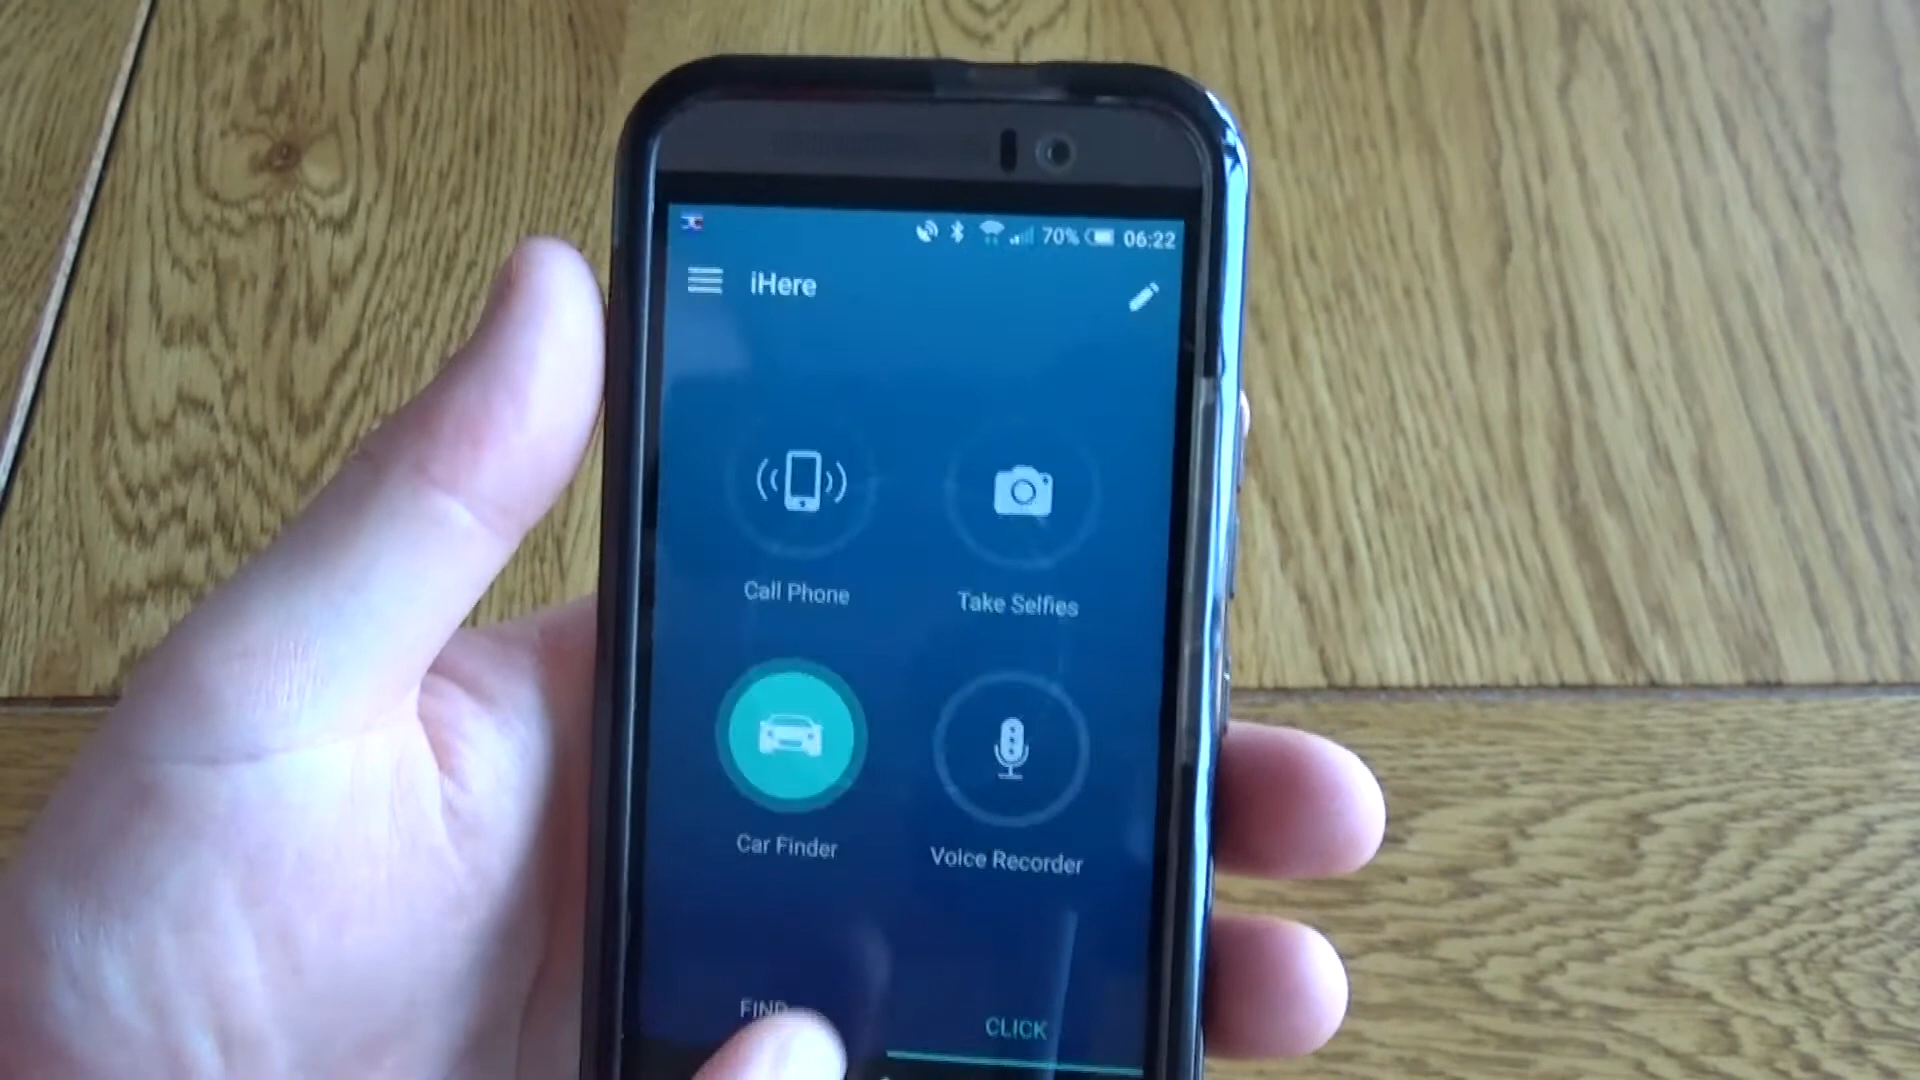 70% 06:22
iHere
Call Phone
Take Selfies
Car Finder
Voice Recorder
FIND
CLICK